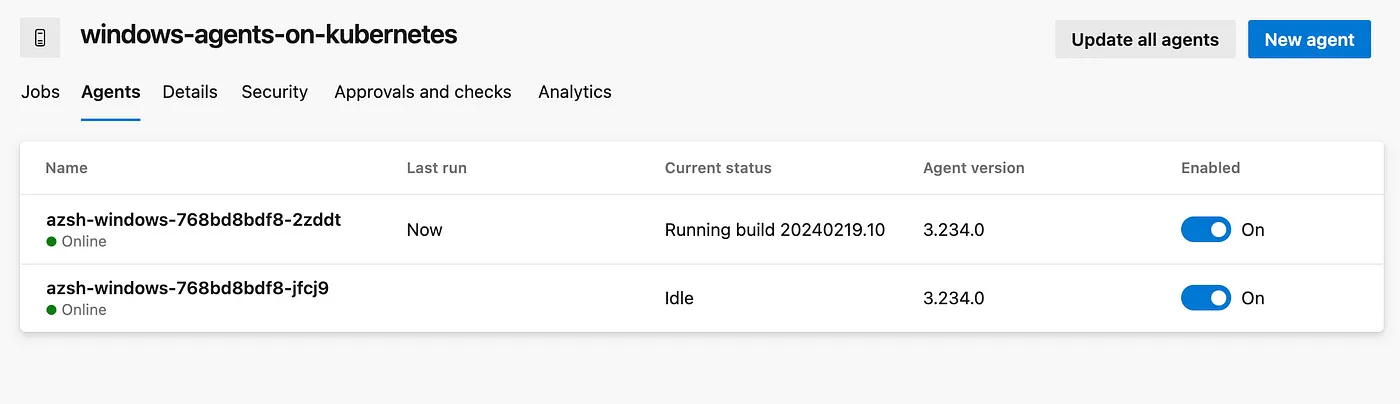 windows-agents-on-kubernetes
Update all agents
New agent
Jobs Agents Details Security Approvals and checks Analytics
Name Last run Current status Agent version Enabled
azsh-windows-768bd8bdf8-2zddt
Online
Now Running build 20240219.10 3.234.0 On
azsh-windows-768bd8bdf8-jfcj9
Online
Idle 3.234.0 On